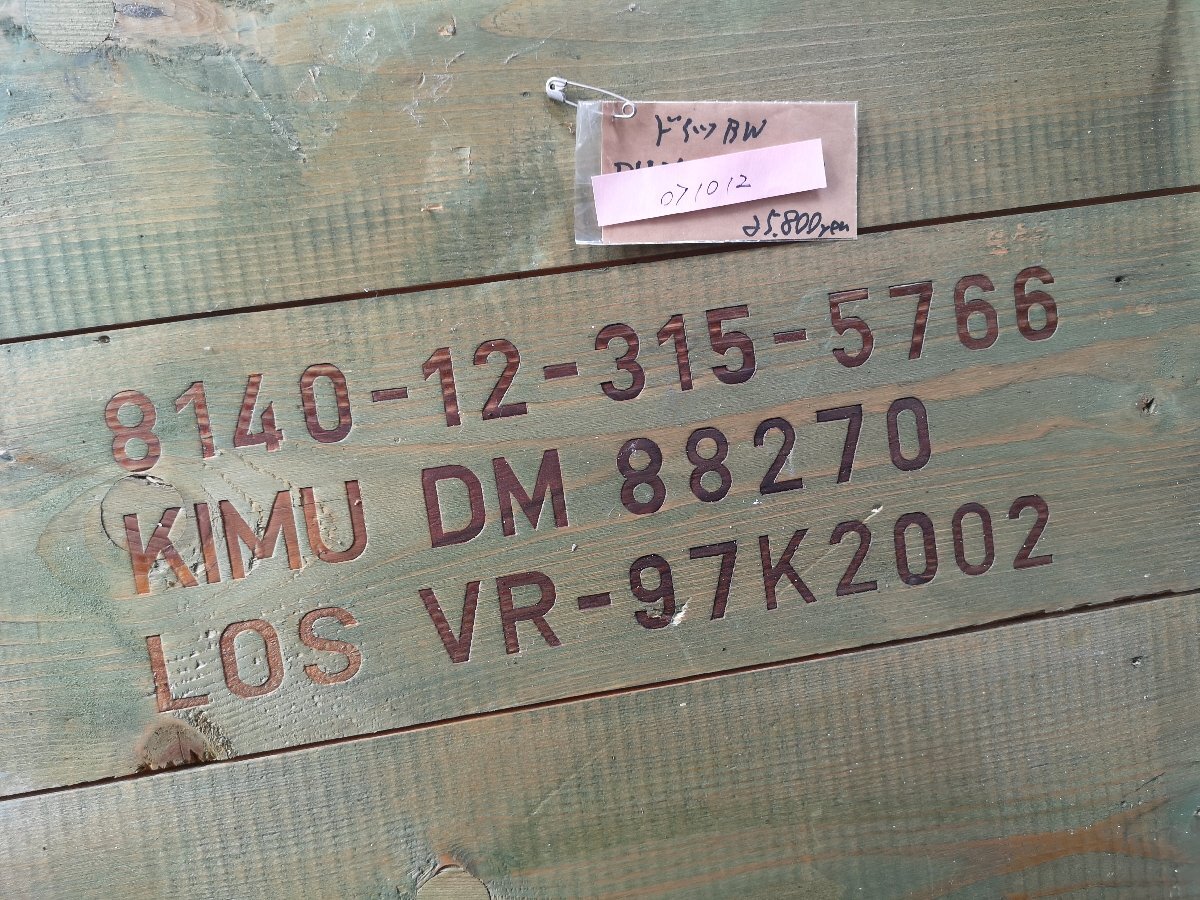 ドイツBW
071012
25.800yen
8140-12-315-5766
KIMU DM 88270
LOS VR-97K2002